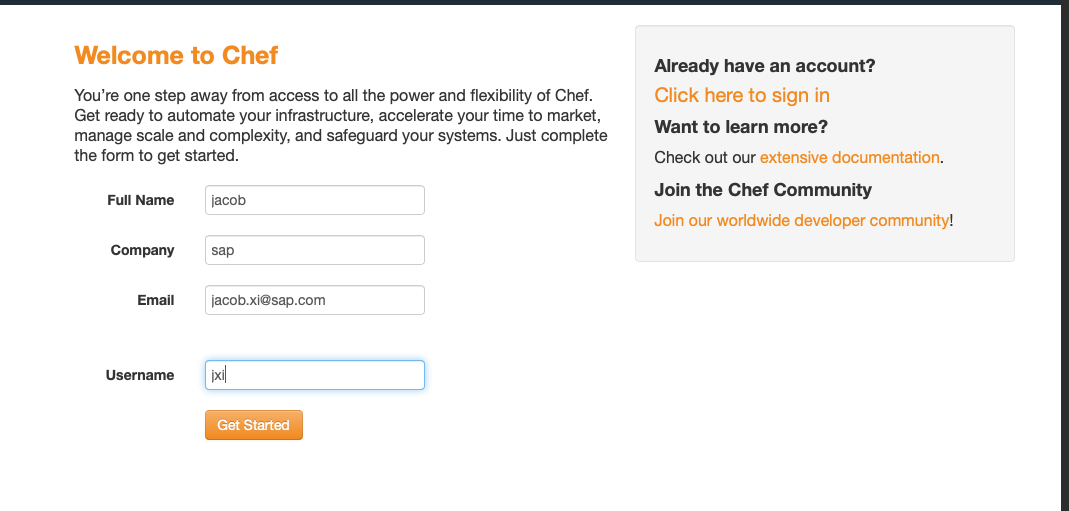 Welcome to Chef
You’re one step away from access to all the power and flexibility of Chef.
Get ready to automate your infrastructure, accelerate your time to market,
manage scale and complexity, and safeguard your systems. Just complete
the form to get started.
Full Name jacob
Company sap
Email jacob.xi@sap.com
Username jxi
Get Started
Already have an account?
Click here to sign in
Want to learn more?
Check out our extensive documentation.
Join the Chef Community
Join our worldwide developer community!